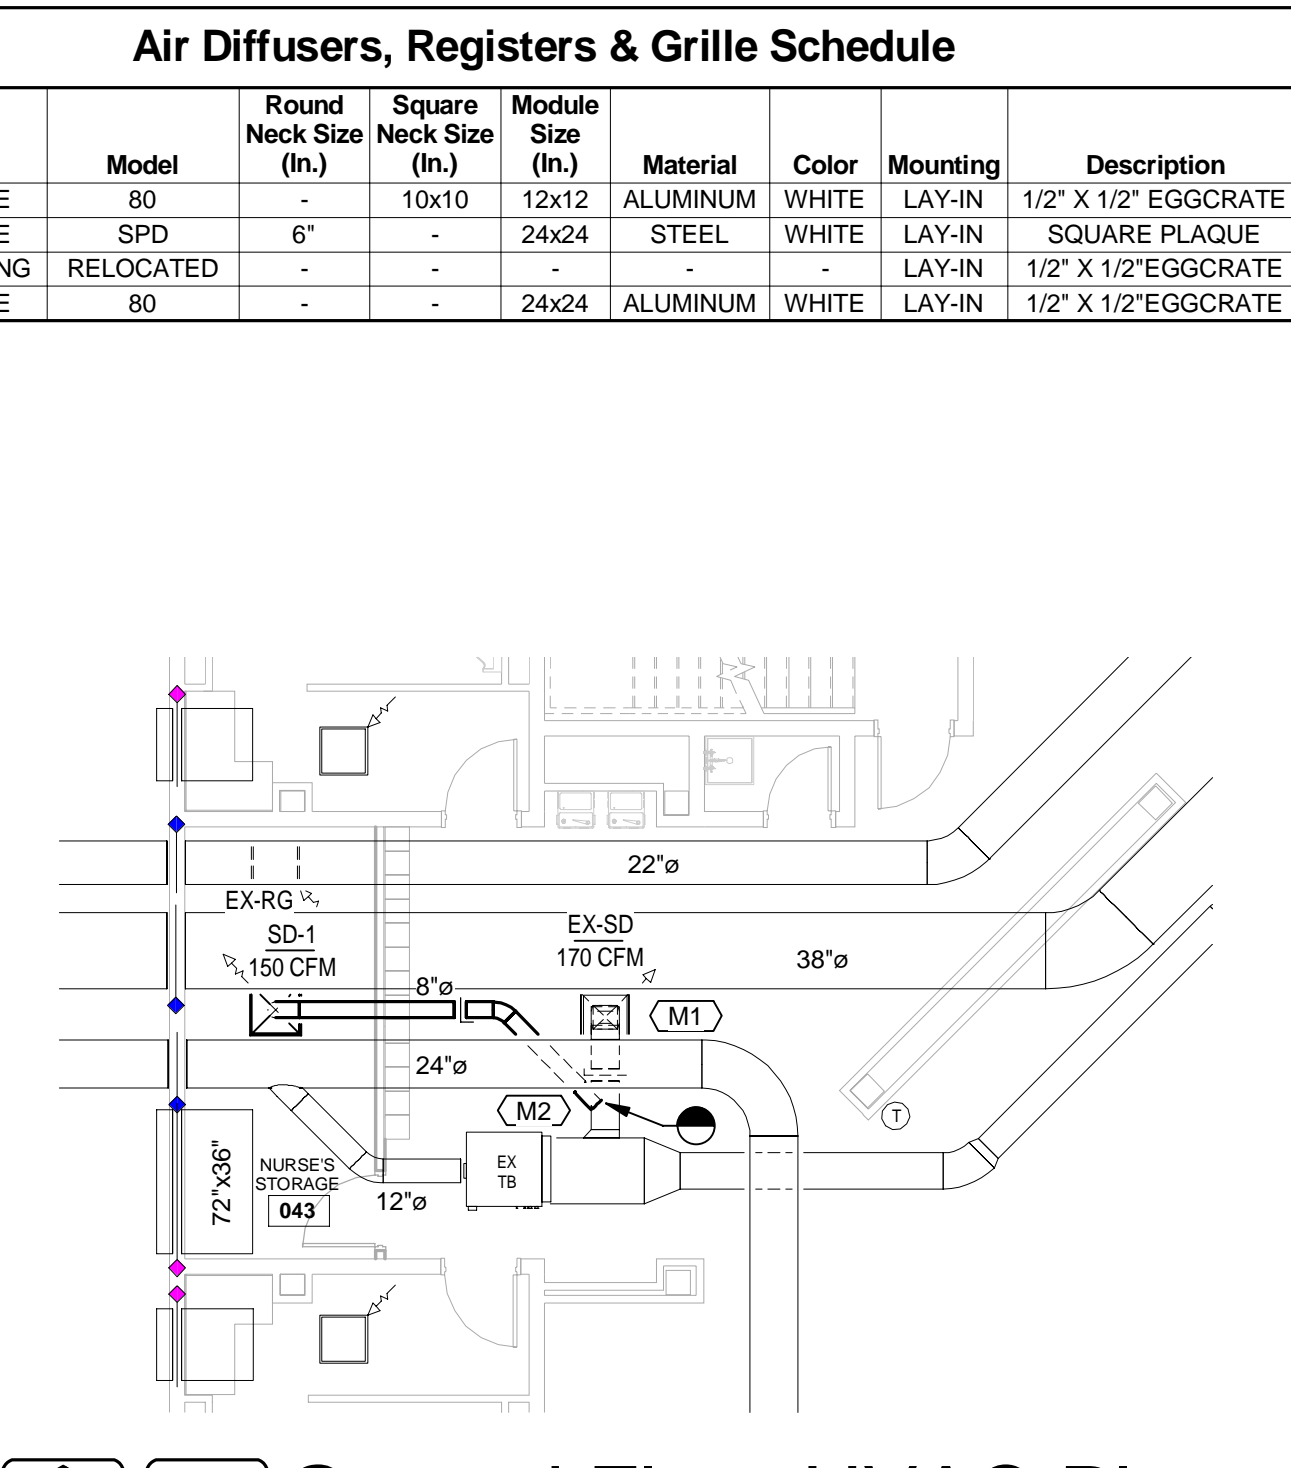 Air Diffusers, Registers & Grille Schedule
Model Round Neck Size (In.) Square Neck Size (In.) Module Size (In.) Material Color Mounting Description
E 80 - 10x10 12x12 ALUMINUM WHITE LAY-IN 1/2" X 1/2" EGGCRATE
E SPD 6" - 24x24 STEEL WHITE LAY-IN SQUARE PLAQUE
NG RELOCATED - - - - - LAY-IN 1/2" X 1/2"EGGCRATE
E 80 - - 24x24 ALUMINUM WHITE LAY-IN 1/2" X 1/2"EGGCRATE
22"ø
EX-RG
SD-1
150 CFM
EX-SD
170 CFM
38"ø
8"ø
M1
24"ø
M2
T
72"x36"
NURSE'S
STORAGE
043
EX
TB
12"ø